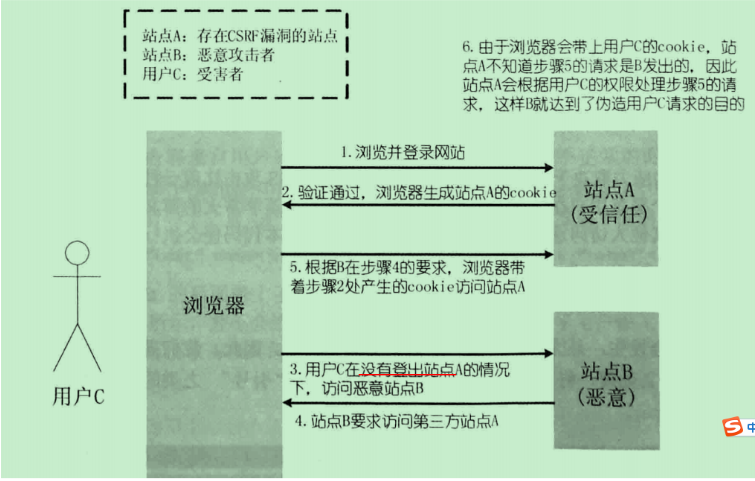 站点A：存在CSRF漏洞的站点
站点B：恶意攻击者
用户C：受害者
6.由于浏览器会带上用户C的cookie，站
点A不知道步骤5的请求是B发出的，因此
站点A会根据用户C的权限处理步骤5的请
求，这样B就达到了伪造用户C请求的目的
1.浏览并登录网站
2.验证通过，浏览器生成站点A的cookie
站点A
(受信任)
5.根据B在步骤4的要求，浏览器带
着步骤2处产生的cookie访问站点A
浏览器
用户C
3.用户C在没有登出站点A的情况
下，访问恶意站点B
4.站点B要求访问第三方站点A
站点B
(恶意)
S
中